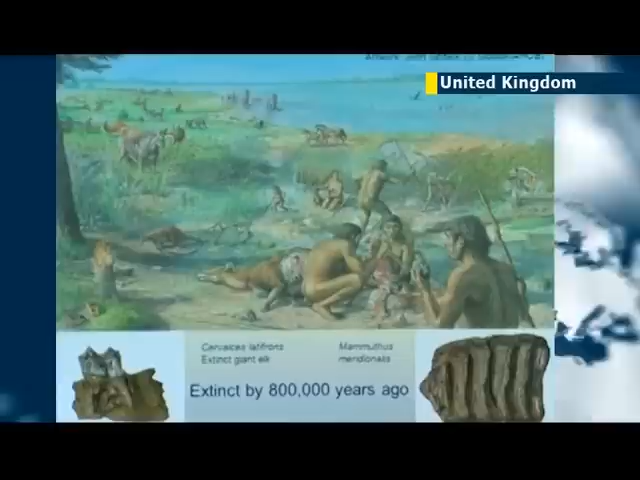 United Kingdom
Cervalces latifrons
Extinct giant elk
Mammuthus
meridionalis
Extinct by 800,000 years ago